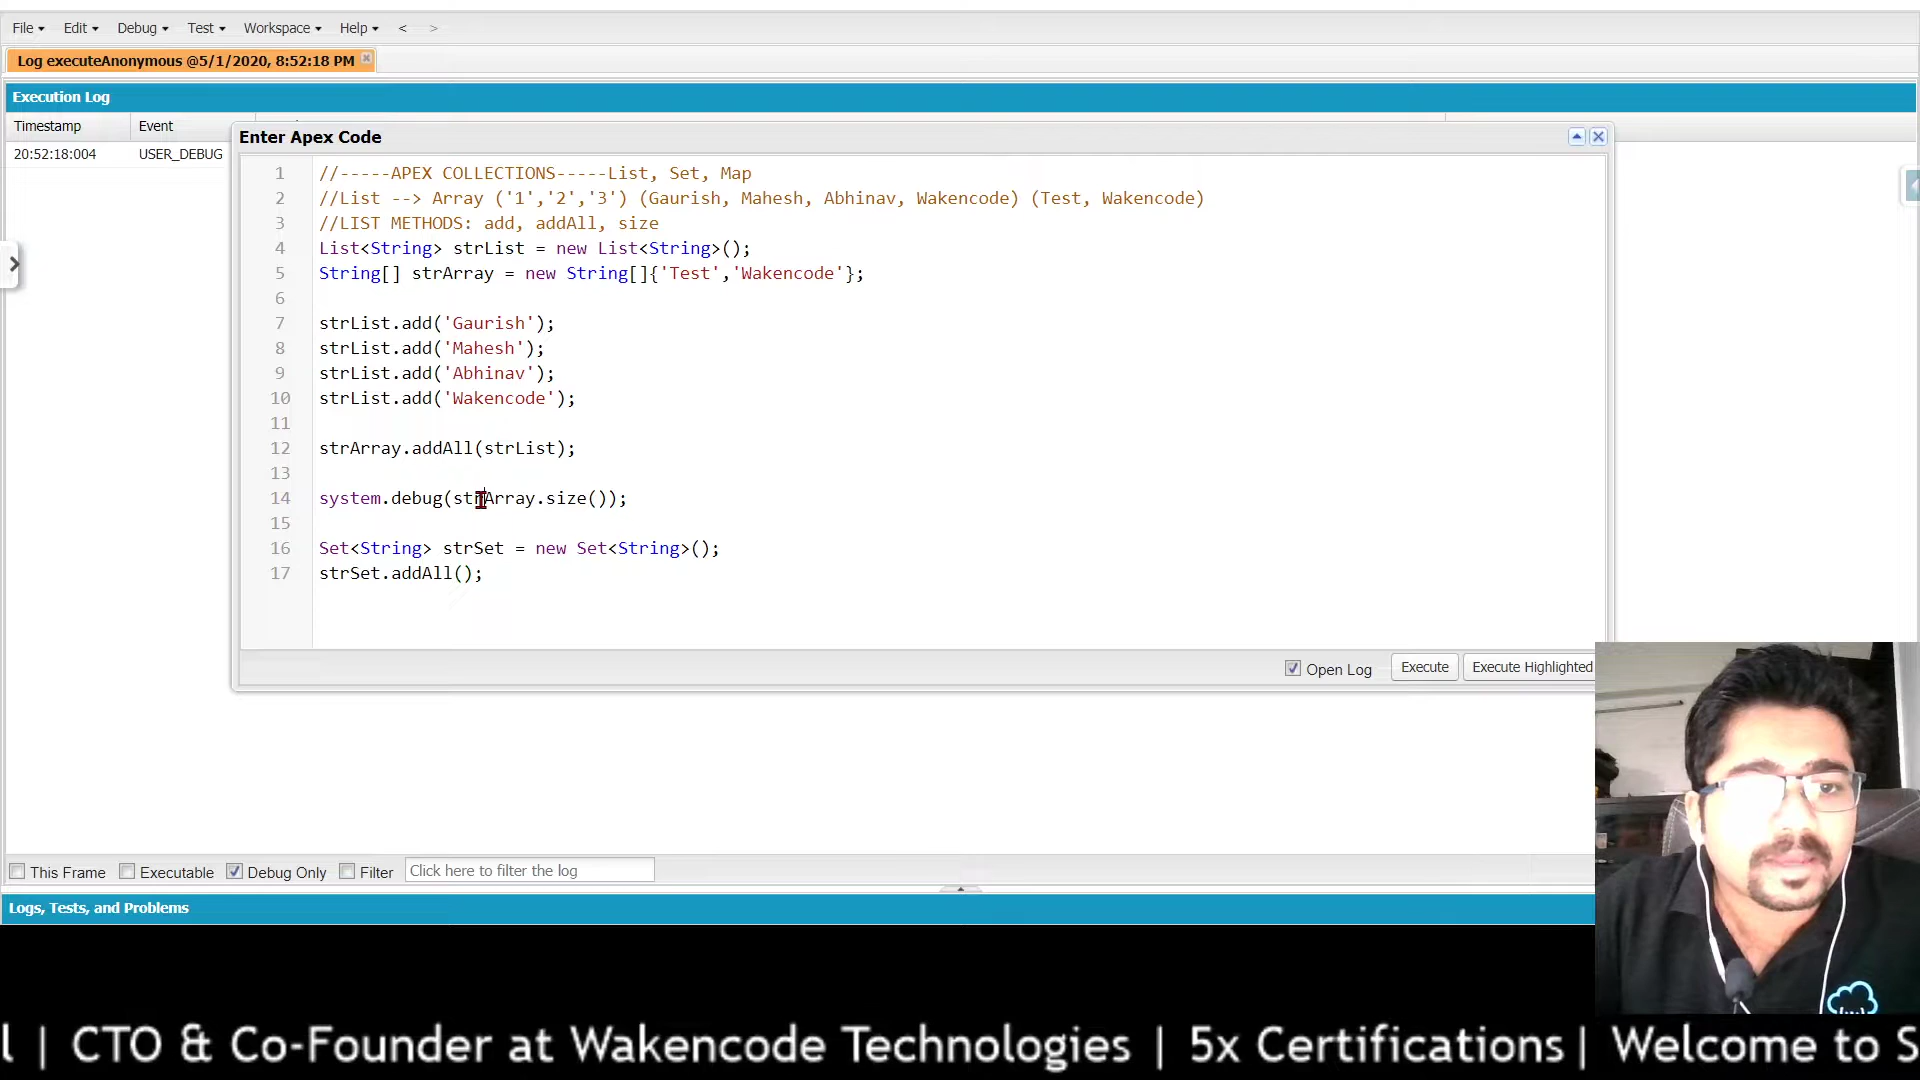 File Edit Debug Test Workspace Help < >
Log executeAnonymous @5/1/2020, 8:52:18 PM
Execution Log
Timestamp Event
20:52:18:004 USER_DEBUG
Enter Apex Code
1 //-----APEX COLLECTIONS-----List, Set, Map
2 //List --> Array ('1','2','3') (Gaurish, Mahesh, Abhinav, Wakencode) (Test, Wakencode)
3 //LIST METHODS: add, addAll, size
4 List<String> strList = new List<String>();
5 String[] strArray = new String[]{'Test','Wakencode'};
6
7 strList.add('Gaurish');
8 strList.add('Mahesh');
9 strList.add('Abhinav');
10 strList.add('Wakencode');
11
12 strArray.addAll(strList);
13
14 system.debug(strArray.size());
15
16 Set<String> strSet = new Set<String>();
17 strSet.addAll();
Open Log Execute Execute Highlighted
This Frame Executable Debug Only Filter Click here to filter the log
Logs, Tests, and Problems
l | CTO & Co-Founder at Wakencode Technologies | 5x Certifications| Welcome to S